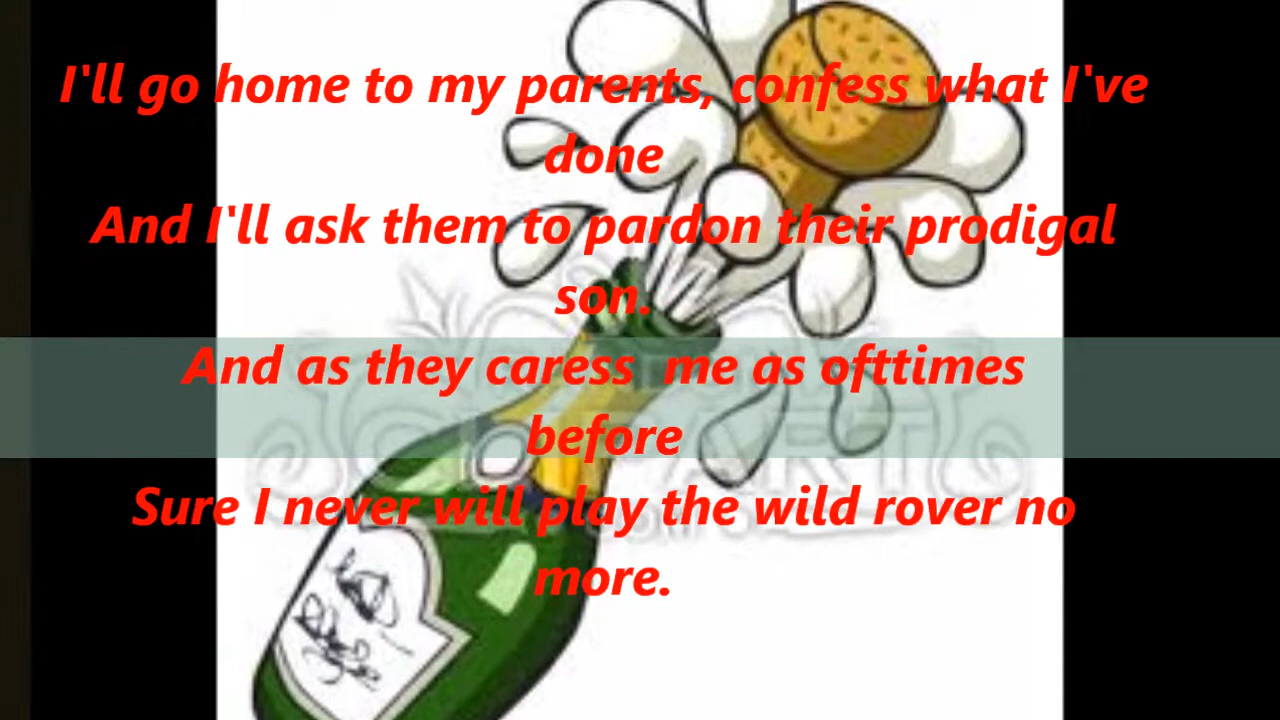 I'll go home to my parents, confess what I've
done
And I'll ask them to pardon their prodigal
son.
And as they caress  me as ofttimes
before
Sure I never will play the wild rover no
more.